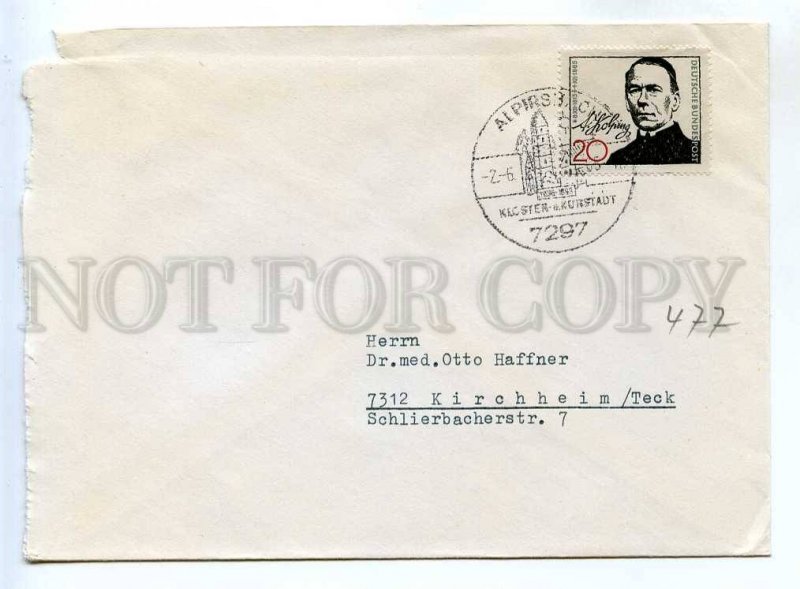 DEUTSCHE BUNDESPOST
A. Kolping
20
-2.-6.
KLOSTER- u. KURSTADT
7297
NOT FOR COPY
477
Herrn
Dr.med.Otto Haffner
7312 Kirchheim/Teck
Schlierbacherstr. 7